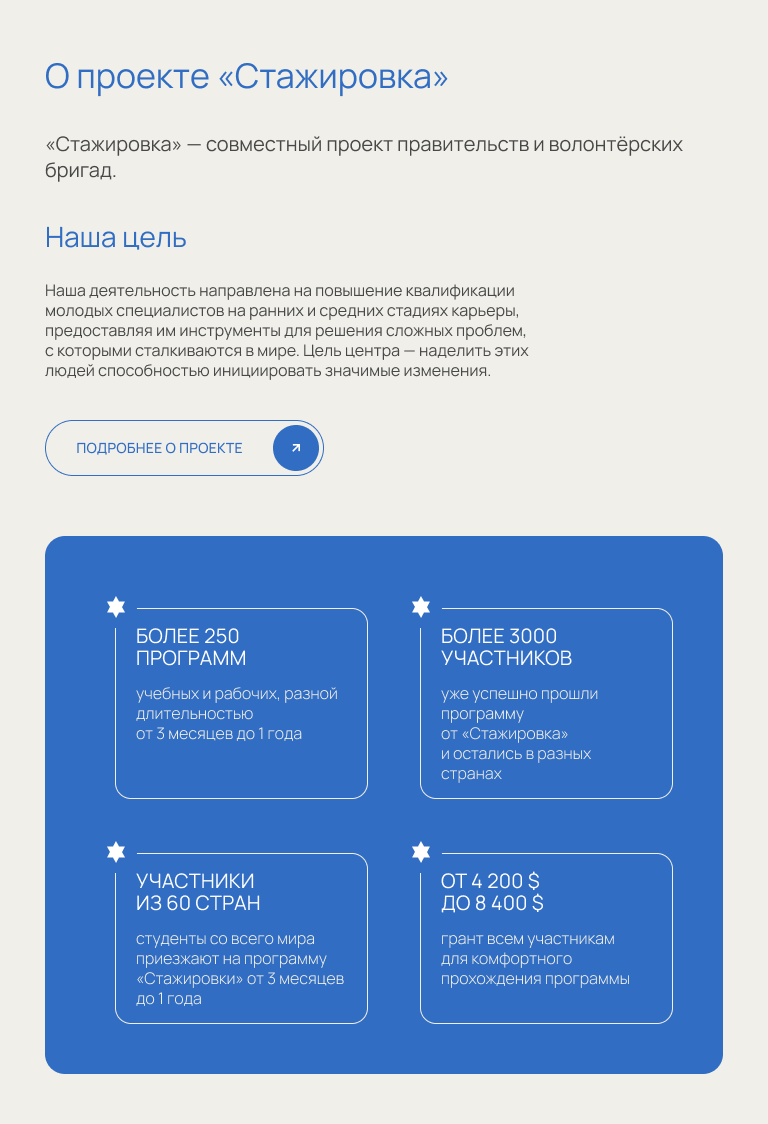 О проекте «Стажировка»
«Стажировка» — совместный проект правительств и волонтёрских
бригад.
Наша цель
Наша деятельность направлена на повышение квалификации
молодых специалистов на ранних и средних стадиях карьеры,
предоставляя им инструменты для решения сложных проблем,
с которыми сталкиваются в мире. Цель центра — наделить этих
людей способностью инициировать значимые изменения.
ПОДРОБНЕЕ О ПРОЕКТЕ
БОЛЕЕ 250
ПРОГРАММ
учебных и рабочих, разной
длительностью
от 3 месяцев до 1 года
БОЛЕЕ 3000
УЧАСТНИКОВ
уже успешно прошли
программу
от «Стажировка»
и остались в разных
странах
УЧАСТНИКИ
ИЗ 60 СТРАН
студенты со всего мира
приезжают на программу
«Стажировки» от 3 месяцев
до 1 года
ОТ 4 200 $
ДО 8 400 $
грант всем участникам
для комфортного
прохождения программы